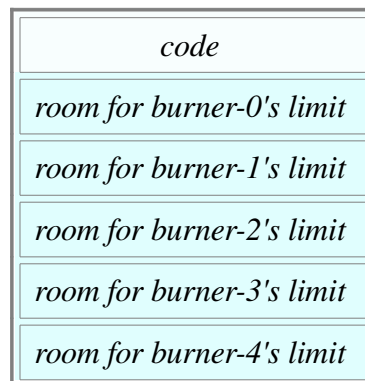 code
room for burner-0's limit
room for burner-1's limit
room for burner-2's limit
room for burner-3's limit
room for burner-4's limit